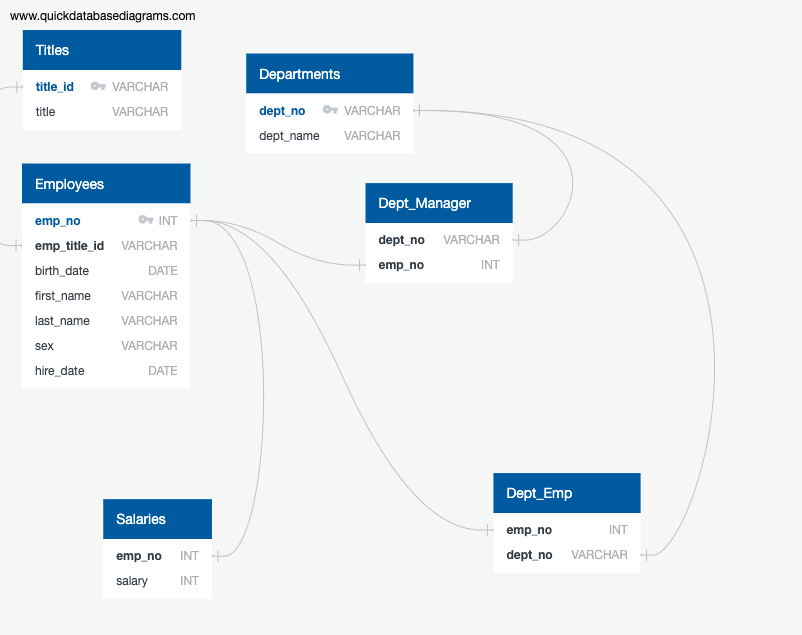 www.quickdatabasediagrams.com
Titles
title_id VARCHAR
title VARCHAR
Departments
dept_no VARCHAR
dept_name VARCHAR
Employees
emp_no INT
emp_title_id VARCHAR
birth_date DATE
first_name VARCHAR
last_name VARCHAR
sex VARCHAR
hire_date DATE
Dept_Manager
dept_no VARCHAR
emp_no INT
Salaries
emp_no INT
salary INT
Dept_Emp
emp_no INT
dept_no VARCHAR